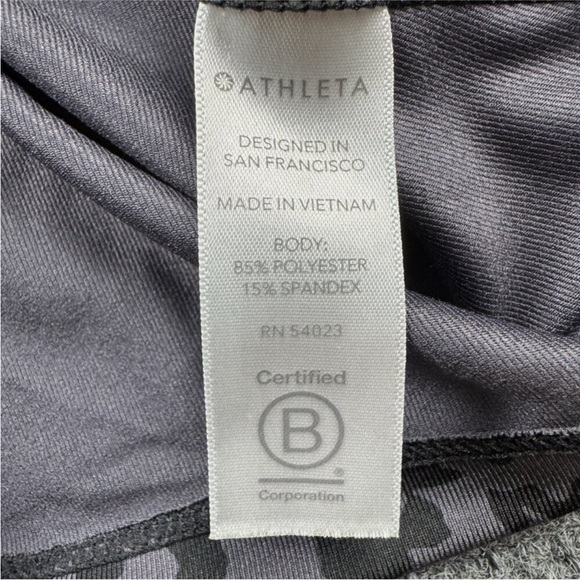 ATHLETA
DESIGNED IN
SAN FRANCISCO
MADE IN VIETNAM
BODY:
85% POLYESTER
15% SPANDEX
RN 54023
Certified
B
®
Corporation